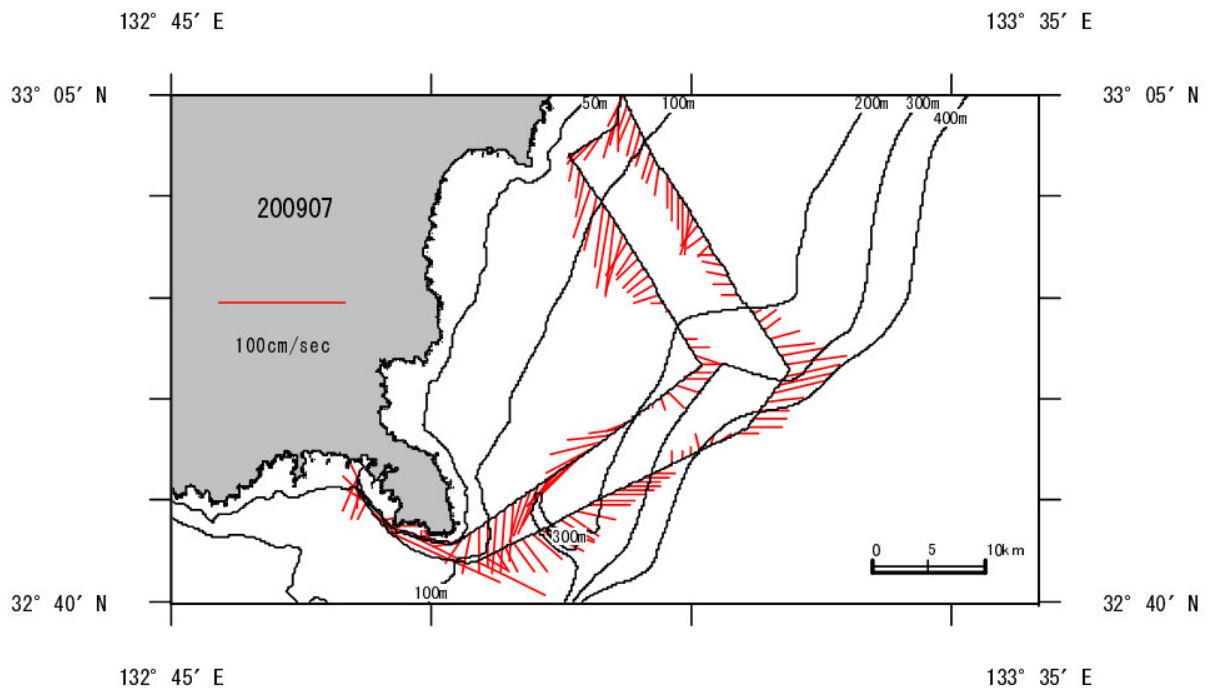 132° 45′ E
133° 35′ E
33° 05′ N
33° 05′ N
50m
100m
200m
300m
400m
200907
100cm/sec
300m
0
5
10km
100m
32° 40′ N
32° 40′ N
132° 45′ E
133° 35′ E